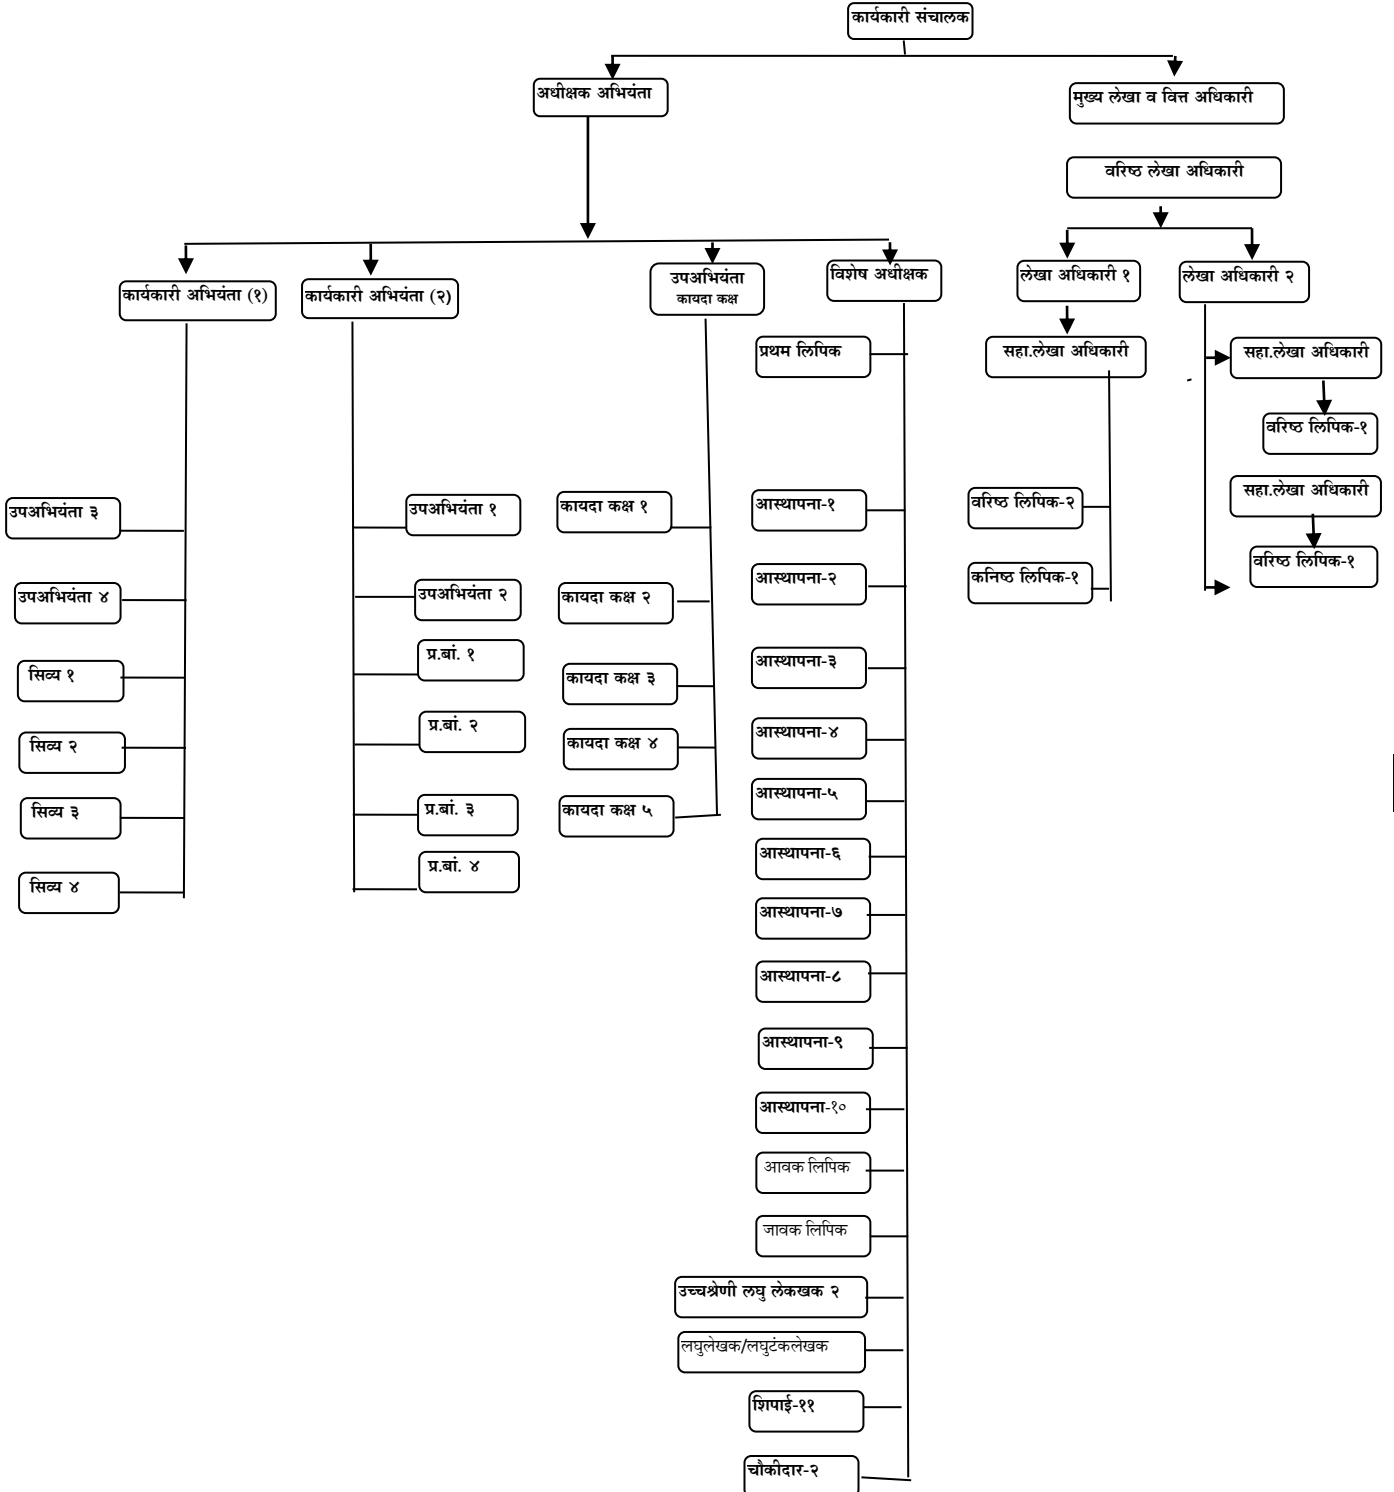 कार्यकारी संचालक
अधीक्षक अभियंता
मुख्य लेखा व वित्त अधिकारी
वरिष्ठ लेखा अधिकारी
कार्यकारी अभियंता (१)
कार्यकारी अभियंता (२)
उपअभियंता
कायदा कक्ष
विशेष अधीक्षक
लेखा अधिकारी १
लेखा अधिकारी २
उपअभियंता ३
उपअभियंता ४
सिव्य १
सिव्य २
सिव्य ३
सिव्य ४
उपअभियंता १
उपअभियंता २
प्र.बां. १
प्र.बां. २
प्र.बां. ३
प्र.बां. ४
कायदा कक्ष १
कायदा कक्ष २
कायदा कक्ष ३
कायदा कक्ष ४
कायदा कक्ष ५
प्रथम लिपिक
आस्थापना-१
आस्थापना-२
आस्थापना-३
आस्थापना-४
आस्थापना-५
आस्थापना-६
आस्थापना-७
आस्थापना-८
आस्थापना-९
आस्थापना-१०
आवक लिपिक
जावक लिपिक
उच्चश्रेणी लघु लेकखक २
लघुलेखक/लघुटंकलेखक
शिपाई-११
चौकीदार-२
सहा.लेखा अधिकारी
वरिष्ठ लिपिक-२
कनिष्ठ लिपिक-१
सहा.लेखा अधिकारी
वरिष्ठ लिपिक-१
सहा.लेखा अधिकारी
वरिष्ठ लिपिक-१